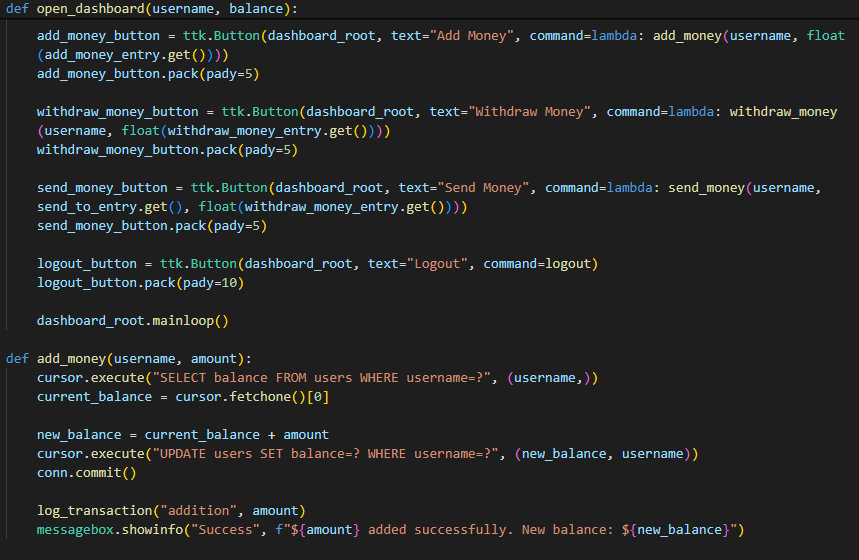 def open_dashboard(username, balance):
add_money_button = ttk.Button(dashboard_root, text="Add Money", command=lambda: add_money(username, float
(add_money_entry.get())))
add_money_button.pack(pady=5)
withdraw_money_button = ttk.Button(dashboard_root, text="Withdraw Money", command=lambda: withdraw_money
(username, float(withdraw_money_entry.get())))
withdraw_money_button.pack(pady=5)
send_money_button = ttk.Button(dashboard_root, text="Send Money", command=lambda: send_money(username,
send_to_entry.get(), float(withdraw_money_entry.get())))
send_money_button.pack(pady=5)
logout_button = ttk.Button(dashboard_root, text="Logout", command=logout)
logout_button.pack(pady=10)
dashboard_root.mainloop()
def add_money(username, amount):
cursor.execute("SELECT balance FROM users WHERE username=?", (username,))
current_balance = cursor.fetchone()[0]
new_balance = current_balance + amount
cursor.execute("UPDATE users SET balance=? WHERE username=?", (new_balance, username))
conn.commit()
log_transaction("addition", amount)
messagebox.showinfo("Success", f"${amount} added successfully. New balance: ${new_balance}")